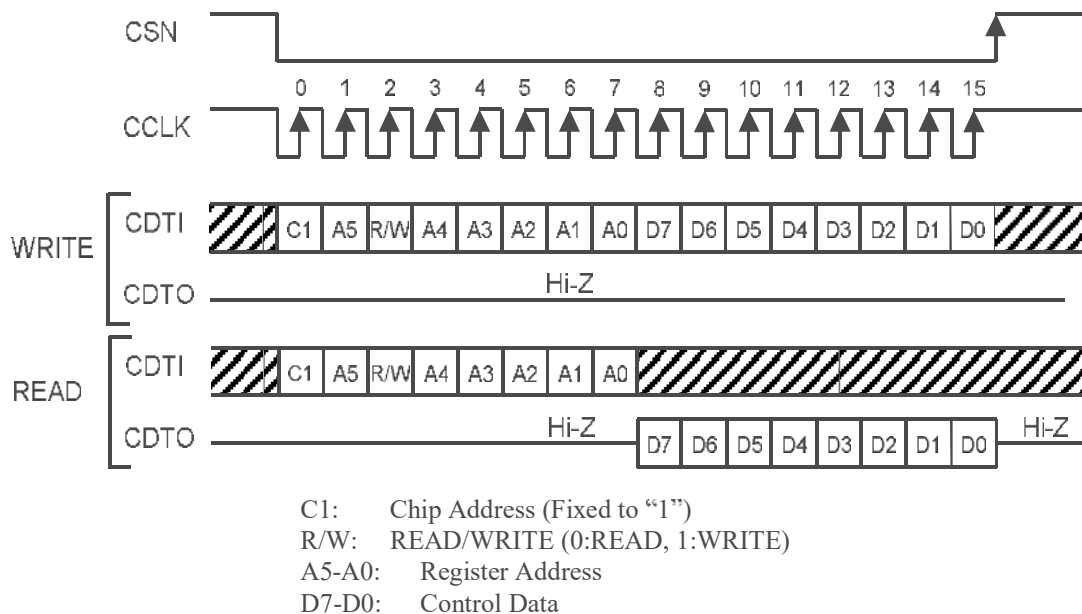 CSN
0 1 2 3 4 5 6 7 8 9 10 11 12 13 14 15
CCLK
WRITE
CDTI C1 A5 R/W A4 A3 A2 A1 A0 D7 D6 D5 D4 D3 D2 D1 D0
Hi-Z
CDTO
READ
CDTI C1 A5 R/W A4 A3 A2 A1 A0
Hi-Z Hi-Z
CDTO D7 D6 D5 D4 D3 D2 D1 D0
C1: Chip Address (Fixed to “1”)
R/W: READ/WRITE (0:READ, 1:WRITE)
A5-A0: Register Address
D7-D0: Control Data